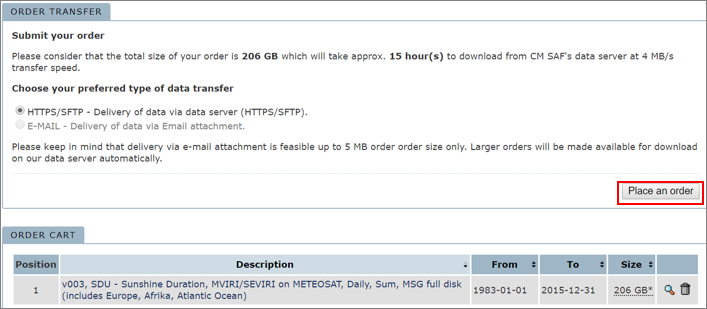 ORDER TRANSFER
Submit your order
Please consider that the total size of your order is 206 GB which will take approx. 15 hour(s) to download from CM SAF's data server at 4 MB/s
transfer speed.
Choose your preferred type of data transfer
HTTPS/SFTP - Delivery of data via data server (HTTPS/SFTP).
E-MAIL - Delivery of data via Email attachment.
Please keep in mind that delivery via e-mail attachment is feasible up to 5 MB order order size only. Larger orders will be made available for download
on our data server automatically.
Place an order
ORDER CART
Position Description From To Size
1 v003, SDU - Sunshine Duration, MVIRI/SEVIRI on METEOSAT, Daily, Sum, MSG full disk 1983-01-01 2015-12-31 206 GB*
(includes Europe, Afrika, Atlantic Ocean)